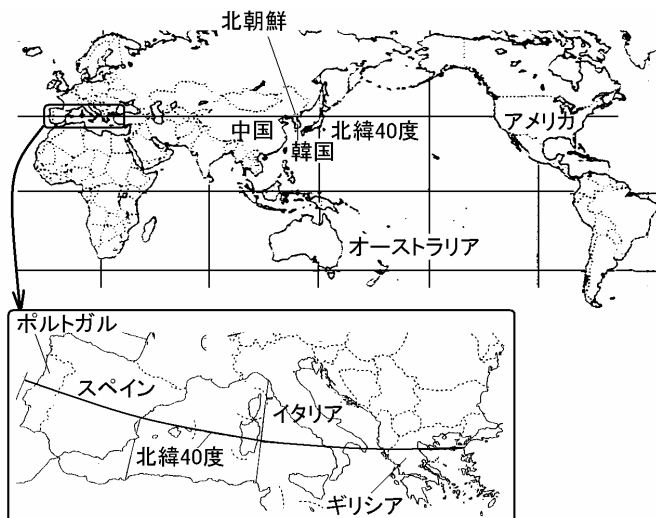 北朝鮮
アメリカ
中国
北緯40度
韓国
オーストラリア
ポルトガル
スペイン
イタリア
北緯40度
ギリシア